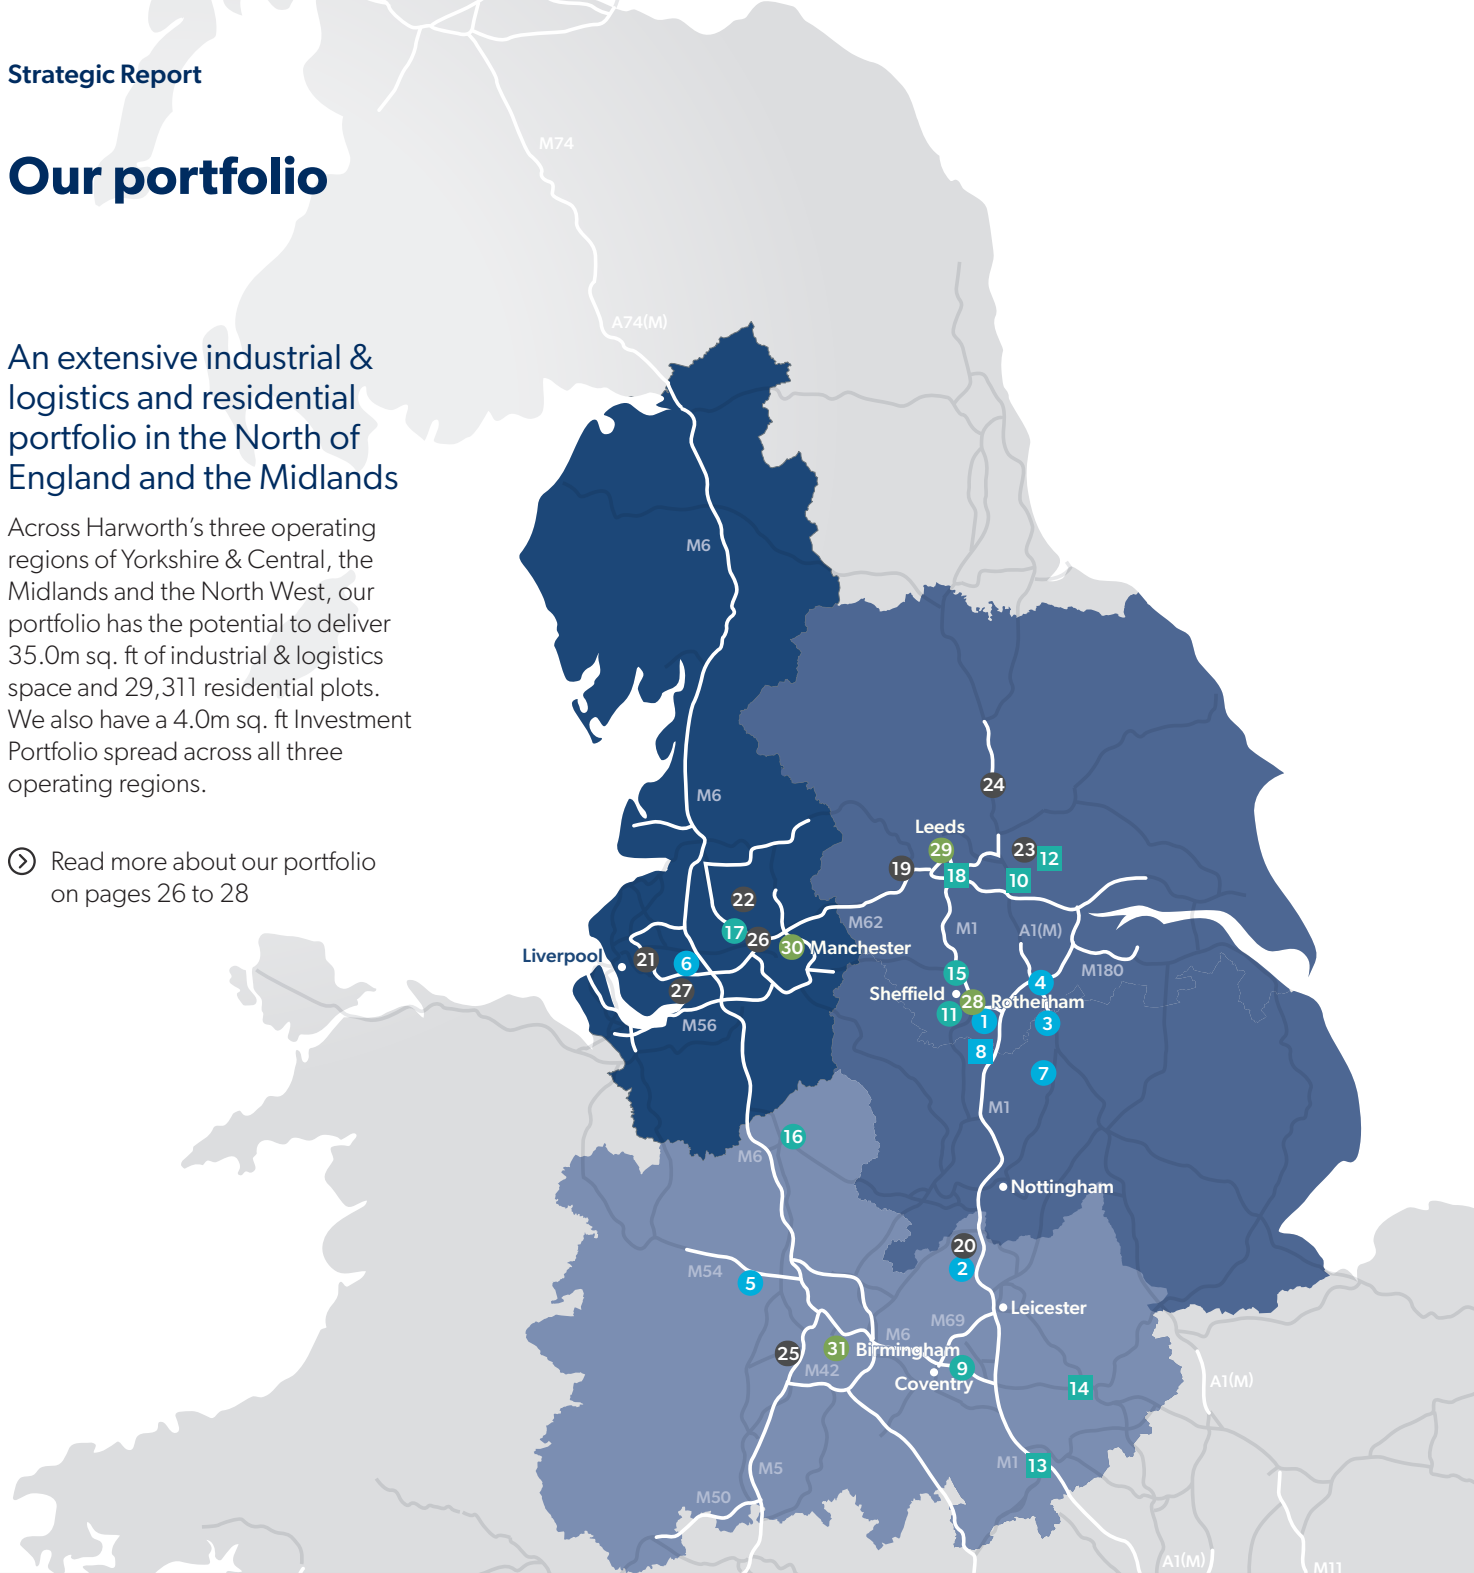 Strategic Report
Our portfolio
An extensive industrial &
logistics and residential
portfolio in the North of
England and the Midlands
Across Harworth’s three operating
regions of Yorkshire & Central, the
Midlands and the North West, our
portfolio has the potential to deliver
35.0m sq. ft of industrial & logistics
space and 29,311 residential plots.
We also have a 4.0m sq. ft Investment
Portfolio spread across all three
operating regions.
Read more about our portfolio
on pages 26 to 28
M74
A74(M)
M6
M6
24
Leeds
29
23
12
19
18
10
22
M62
M1
A1(M)
17
26
30
Manchester
Liverpool
21
6
15
4
M180
27
Sheffield
28
Rotherham
11
1
3
M56
8
7
M1
16
M6
Nottingham
20
2
M54
5
Leicester
M69
M6
25
31
Birmingham
M42
9
Coventry
14
A1(M)
M1
13
M5
M50
A1(M)
M11